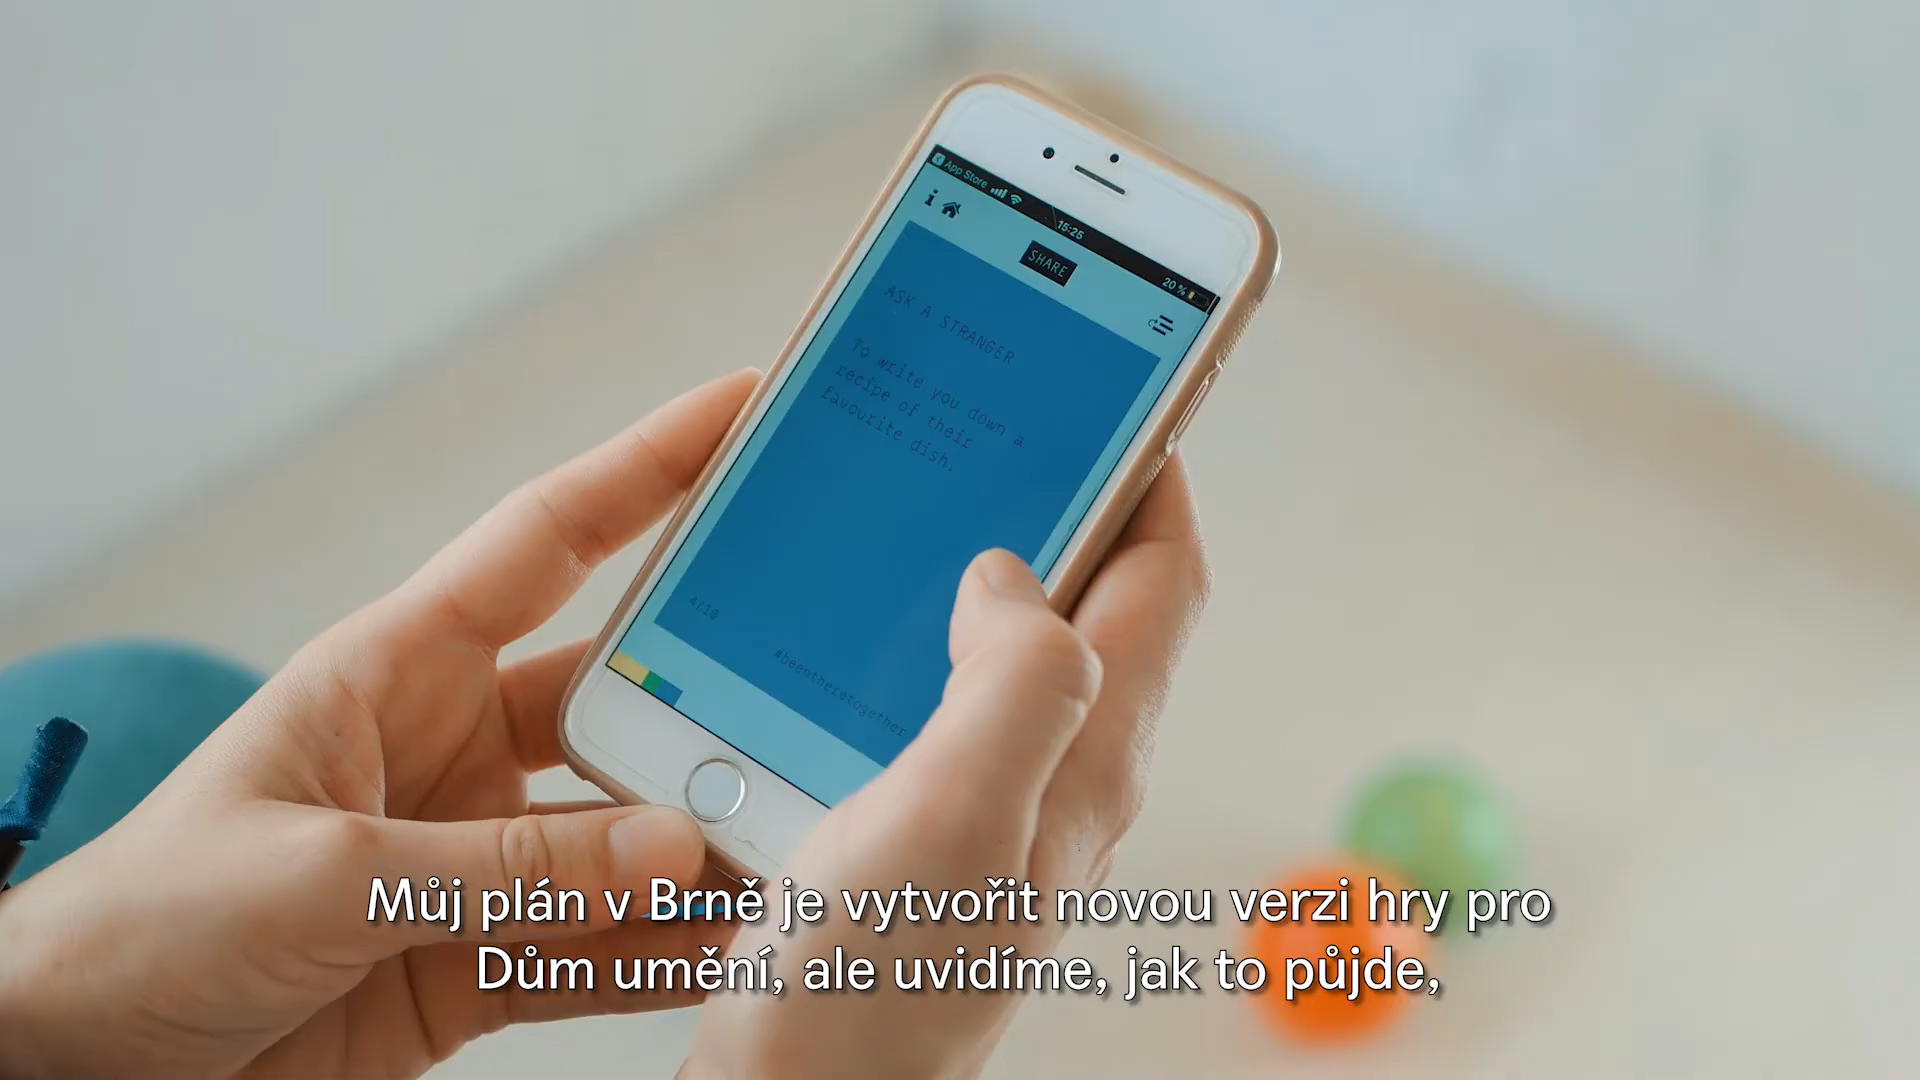 App Store
15:25
20 %
i
SHARE
ASK A STRANGER
To write you down a
recipe of their
favourite dish.
4/10
#beentheretogether
Můj plán v Brně je vytvořit novou verzi hry pro
Dům umění, ale uvidíme, jak to půjde,